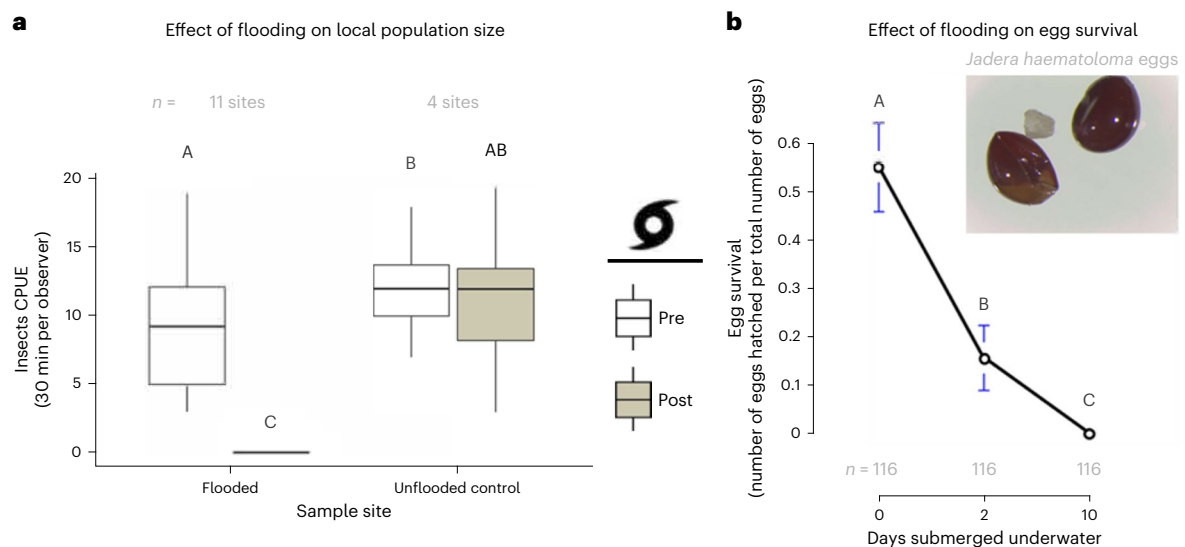 a
Effect of flooding on local population size
n = 11 sites 4 sites
A
B
AB
C
20
15
10
5
0
Insects CPUE
(30 min per observer)
Flooded Unflooded control
Sample site
Pre
Post
b
Effect of flooding on egg survival
Jadera haematoloma eggs
A
B
C
0.6
0.5
0.4
0.3
0.2
0.1
0
Egg survival
(number of eggs hatched per total number of eggs)
n = 116 116 116
0 2 10
Days submerged underwater